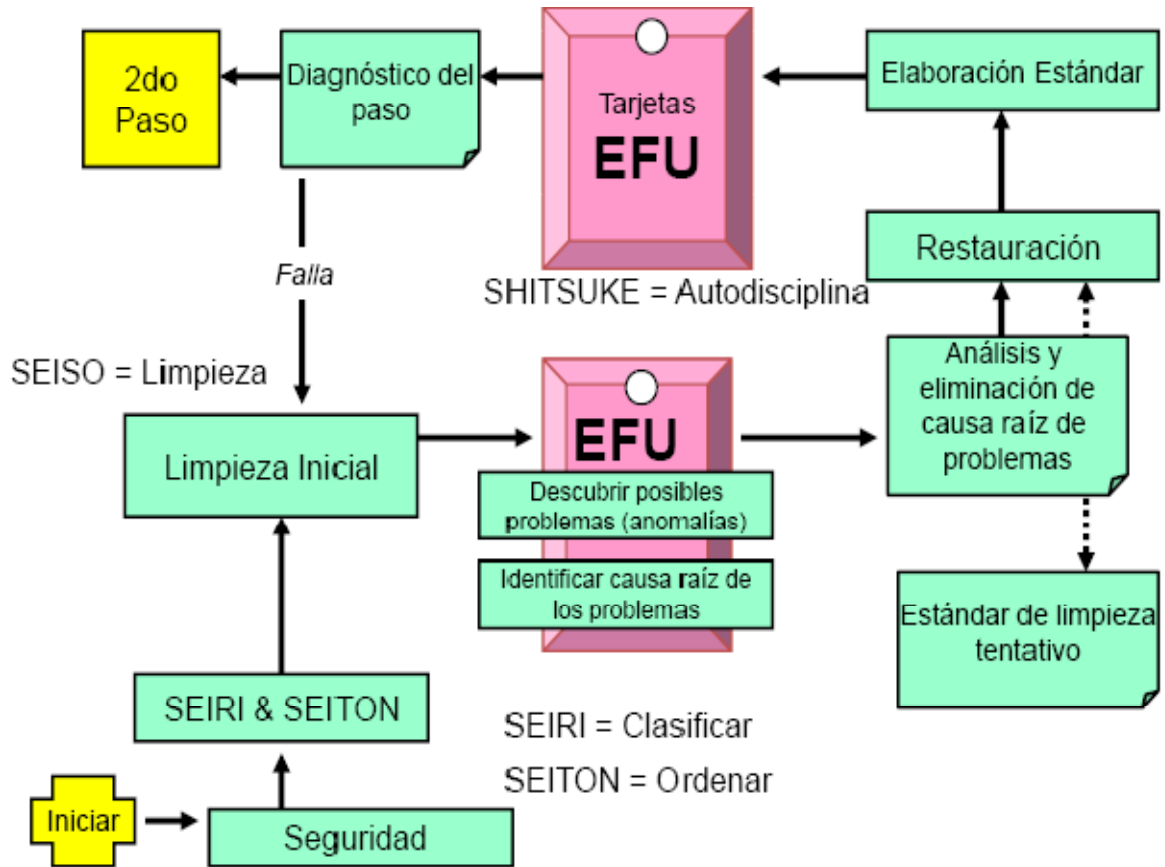 2do
Paso
Diagnóstico del
paso
Tarjetas
EFU
Elaboración Estándar
Restauración
Falla
SHITSUKE = Autodisciplina
SEISO = Limpieza
Limpieza Inicial
EFU
Descubrir posibles
problemas (anomalías)
Identificar causa raíz de
los problemas
Análisis y
eliminación de
causa raíz de
problemas
Estándar de limpieza
tentativo
SEIRI & SEITON
SEIRI = Clasificar
SEITON = Ordenar
Iniciar
Seguridad